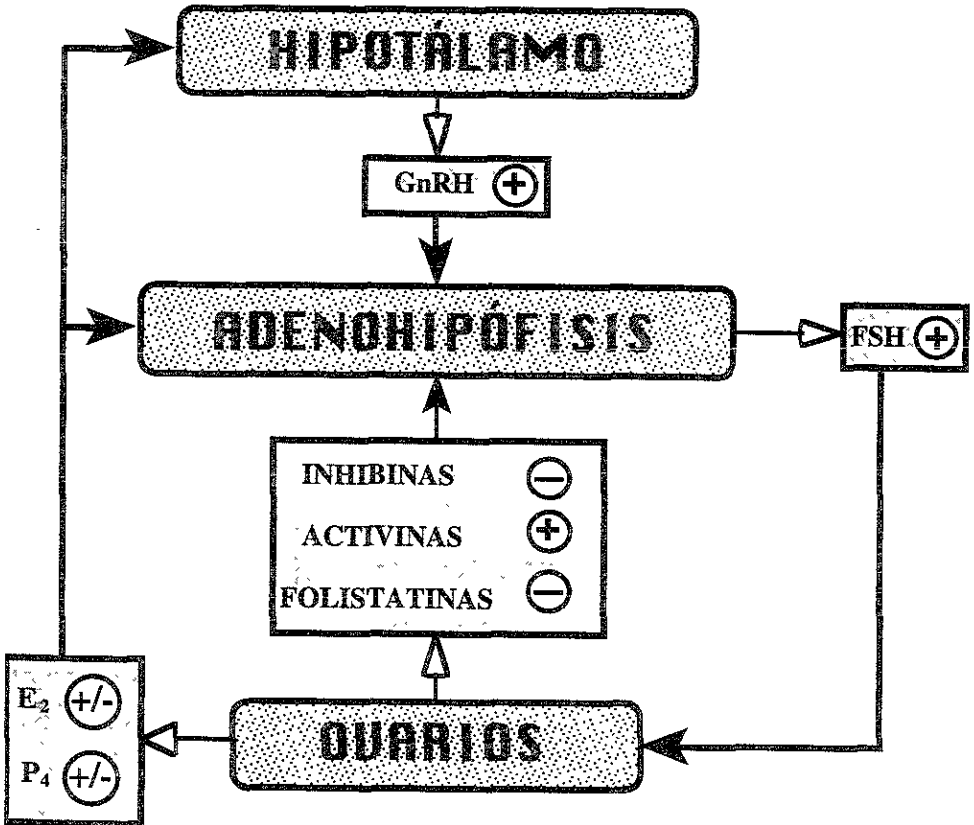 HIPOTÁLAMO
GnRH +
ADENOHIPÓFISIS
FSH +
INHIBINAS −
ACTIVINAS +
FOLISTATINAS −
E₂ +/-
P₄ +/-
OVARIOS